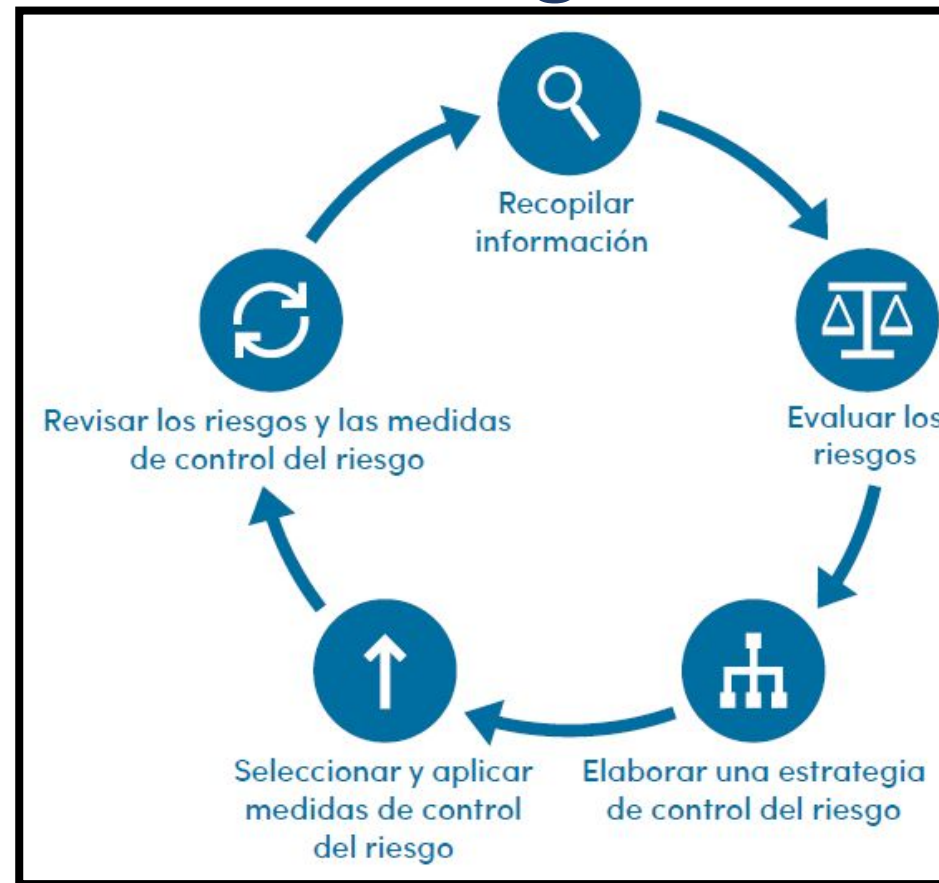 Recopilar
información
Evaluar los
riesgos
Elaborar una estrategia
de control del riesgo
Seleccionar y aplicar
medidas de control
del riesgo
Revisar los riesgos y las medidas
de control del riesgo